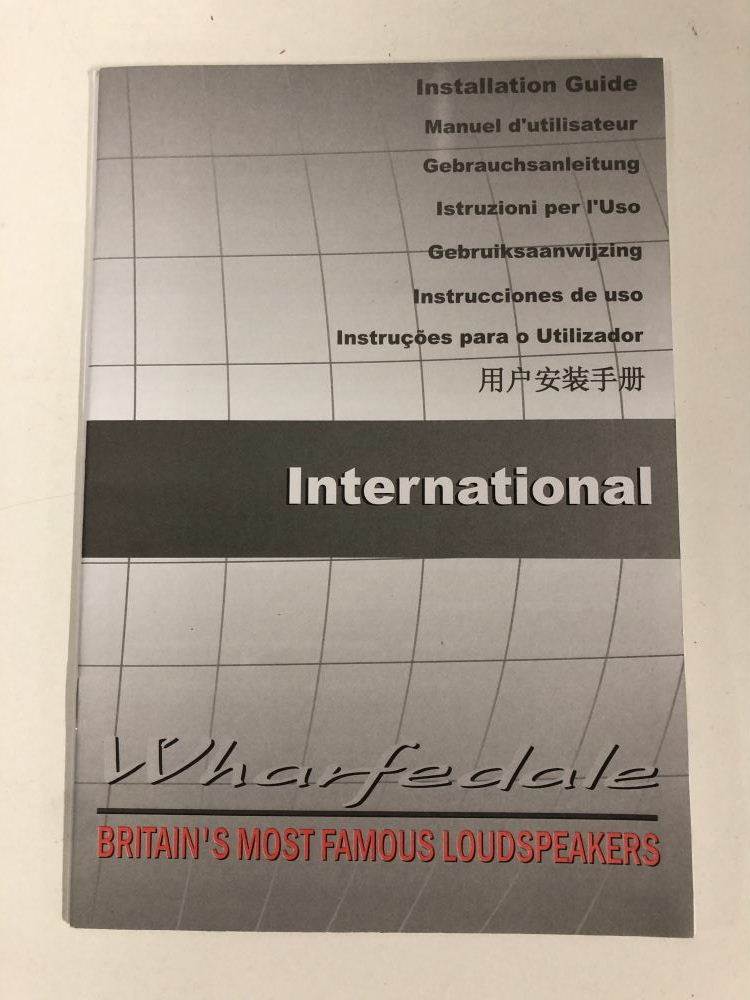 Installation Guide
Manuel d'utilisateur
Gebrauchsanleitung
Istruzioni per l'Uso
Gebruiksaanwijzing
Instrucciones de uso
Instruções para o Utilizador
用户安装手册
International
Wharfedale
BRITAIN'S MOST FAMOUS LOUDSPEAKERS